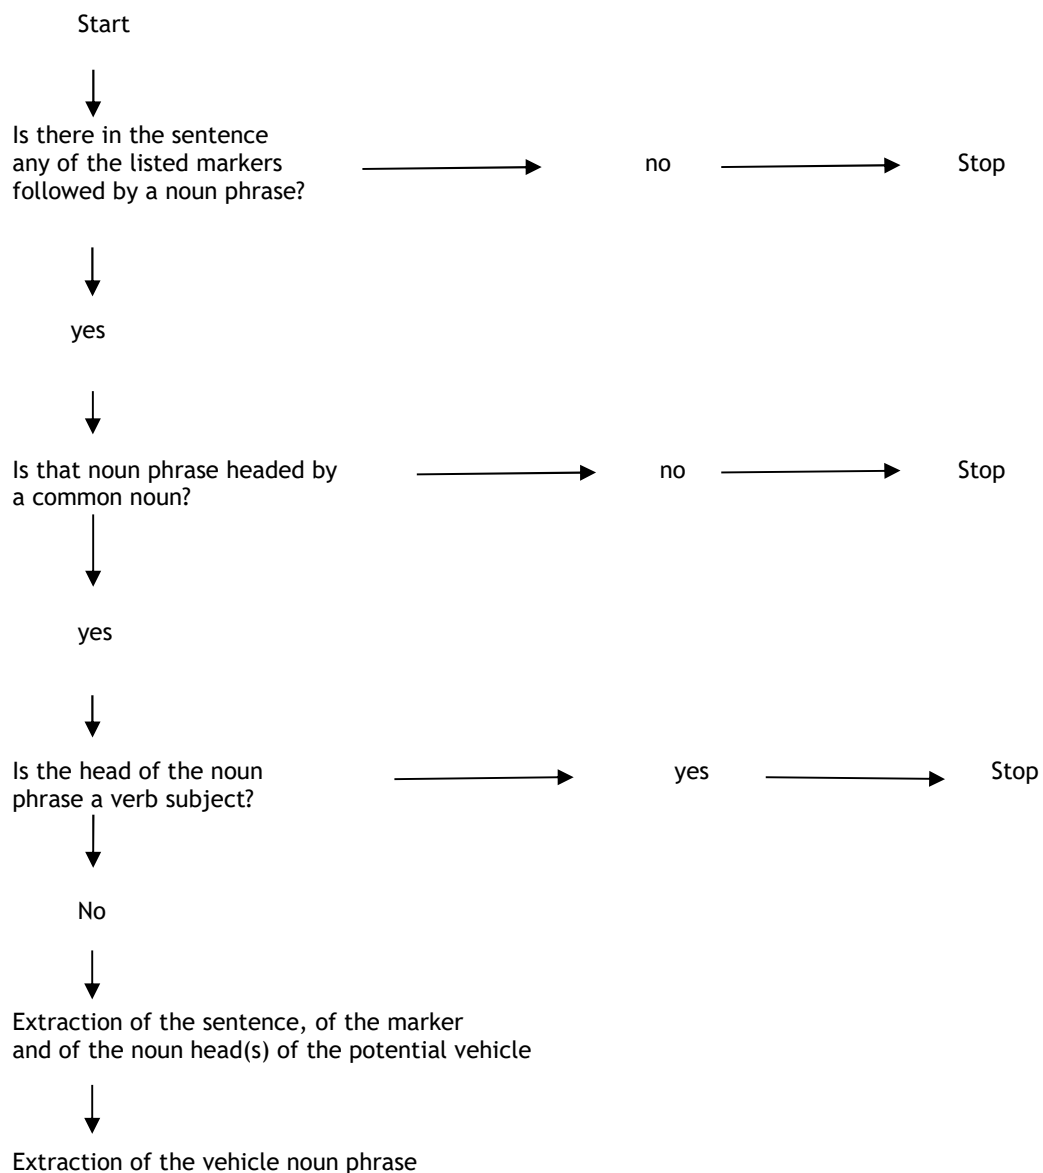 Start
Is there in the sentence
any of the listed markers
followed by a noun phrase?
no
Stop
yes
Is that noun phrase headed by
a common noun?
no
Stop
yes
Is the head of the noun
phrase a verb subject?
yes
Stop
No
Extraction of the sentence, of the marker
and of the noun head(s) of the potential vehicle
Extraction of the vehicle noun phrase